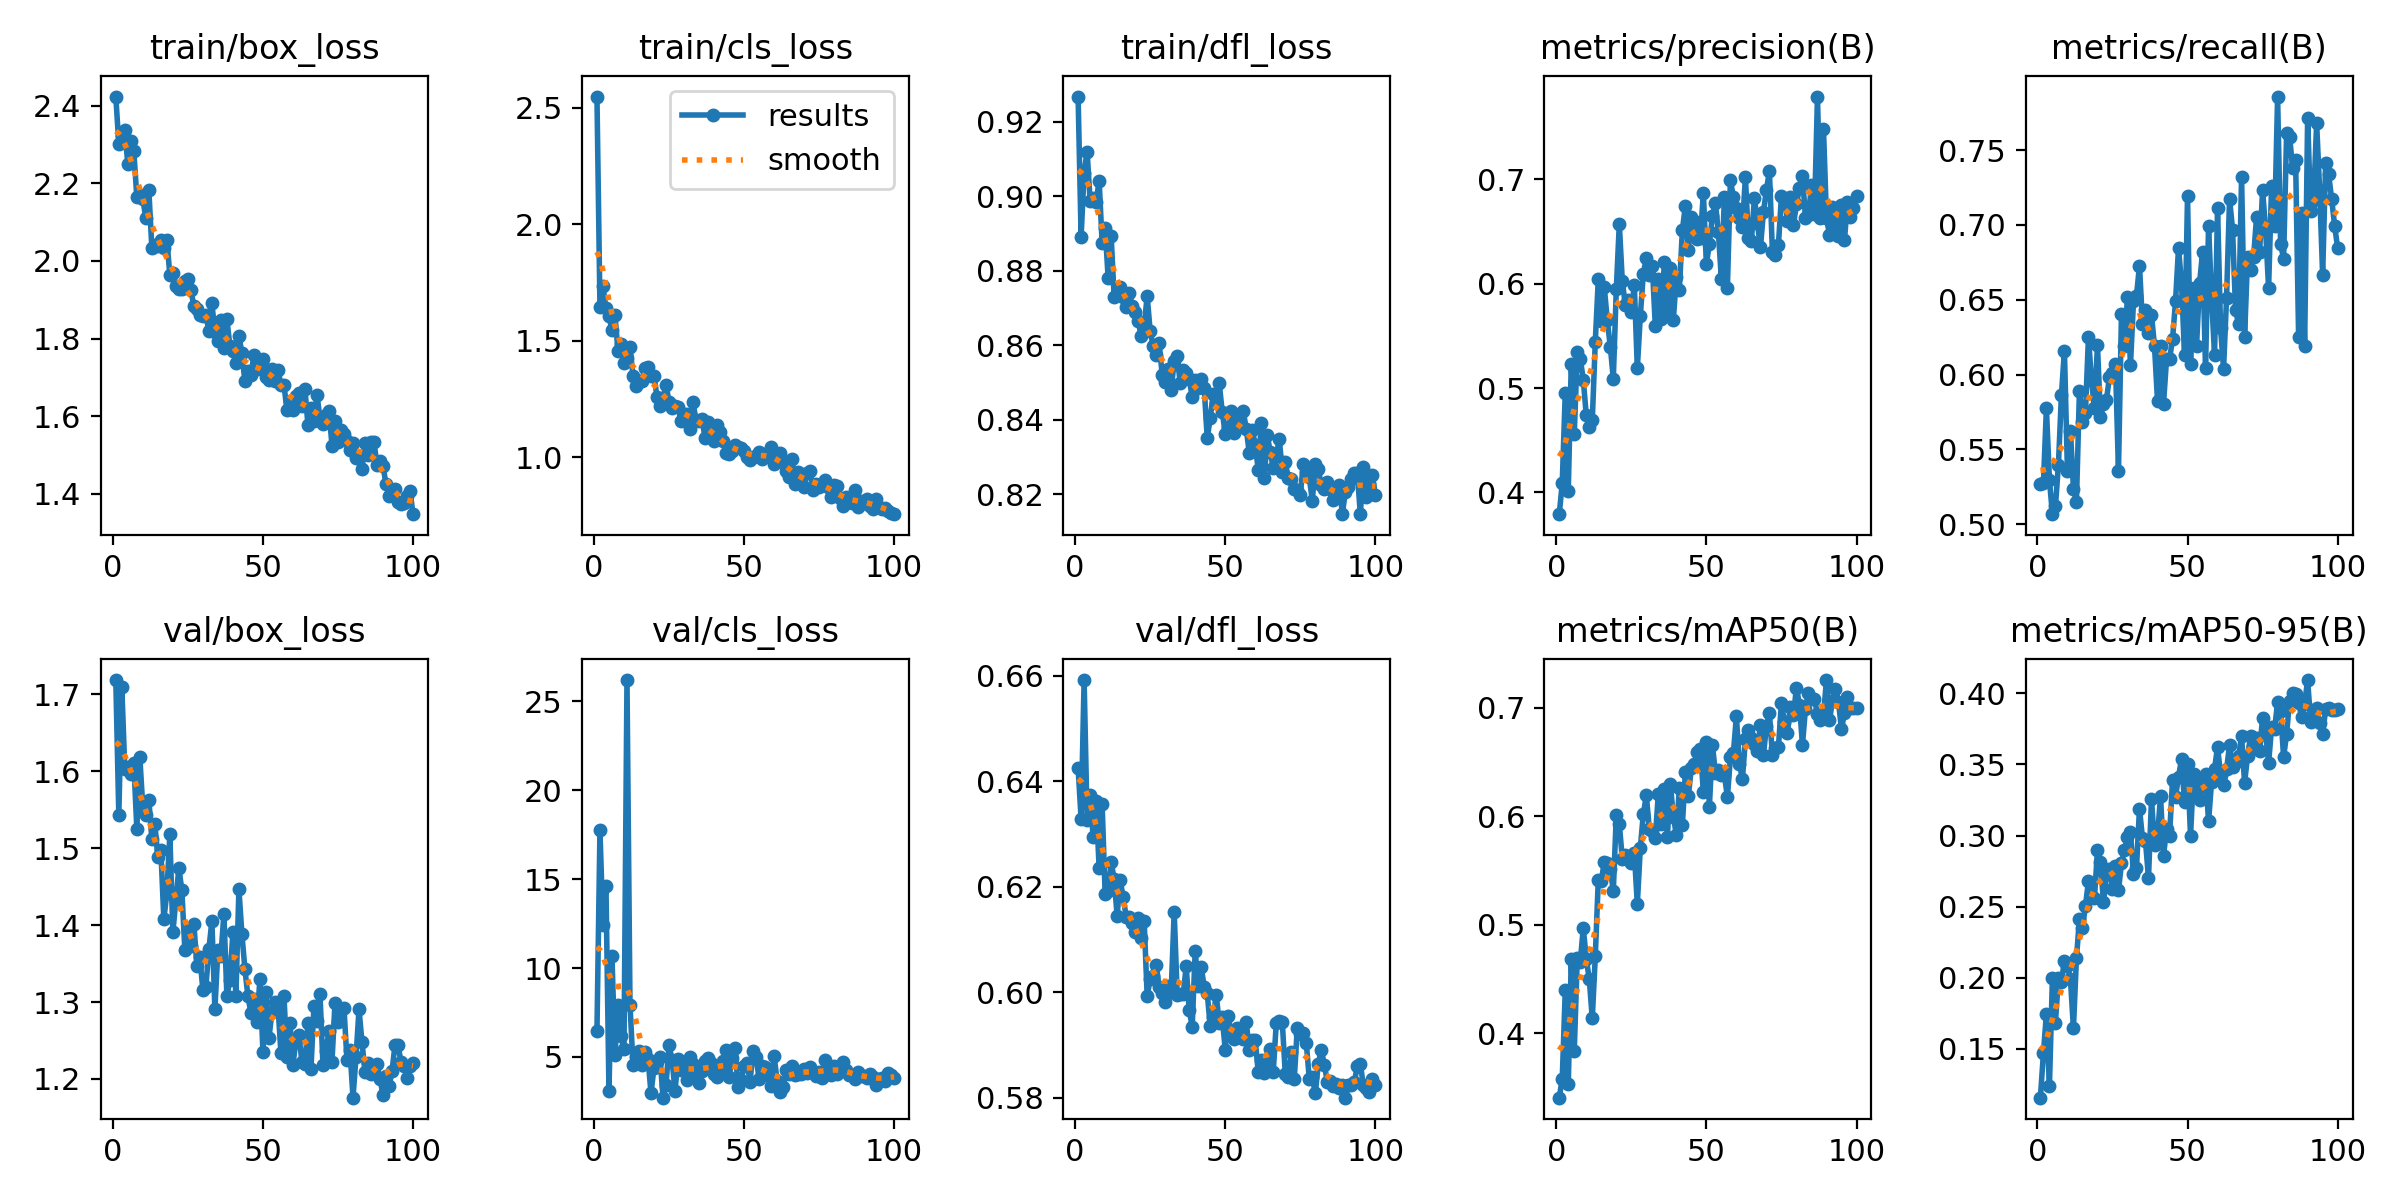 train/box_loss
2.4
2.2
2.0
1.8
1.6
1.4
0 50 100
train/cls_loss
results
smooth
2.5
2.0
1.5
1.0
0 50 100
train/dfl_loss
0.92
0.90
0.88
0.86
0.84
0.82
0 50 100
metrics/precision(B)
0.7
0.6
0.5
0.4
0 50 100
metrics/recall(B)
0.75
0.70
0.65
0.60
0.55
0.50
0 50 100
val/box_loss
1.7
1.6
1.5
1.4
1.3
1.2
0 50 100
val/cls_loss
25
20
15
10
5
0 50 100
val/dfl_loss
0.66
0.64
0.62
0.60
0.58
0 50 100
metrics/mAP50(B)
0.7
0.6
0.5
0.4
0 50 100
metrics/mAP50-95(B)
0.40
0.35
0.30
0.25
0.20
0.15
0 50 100